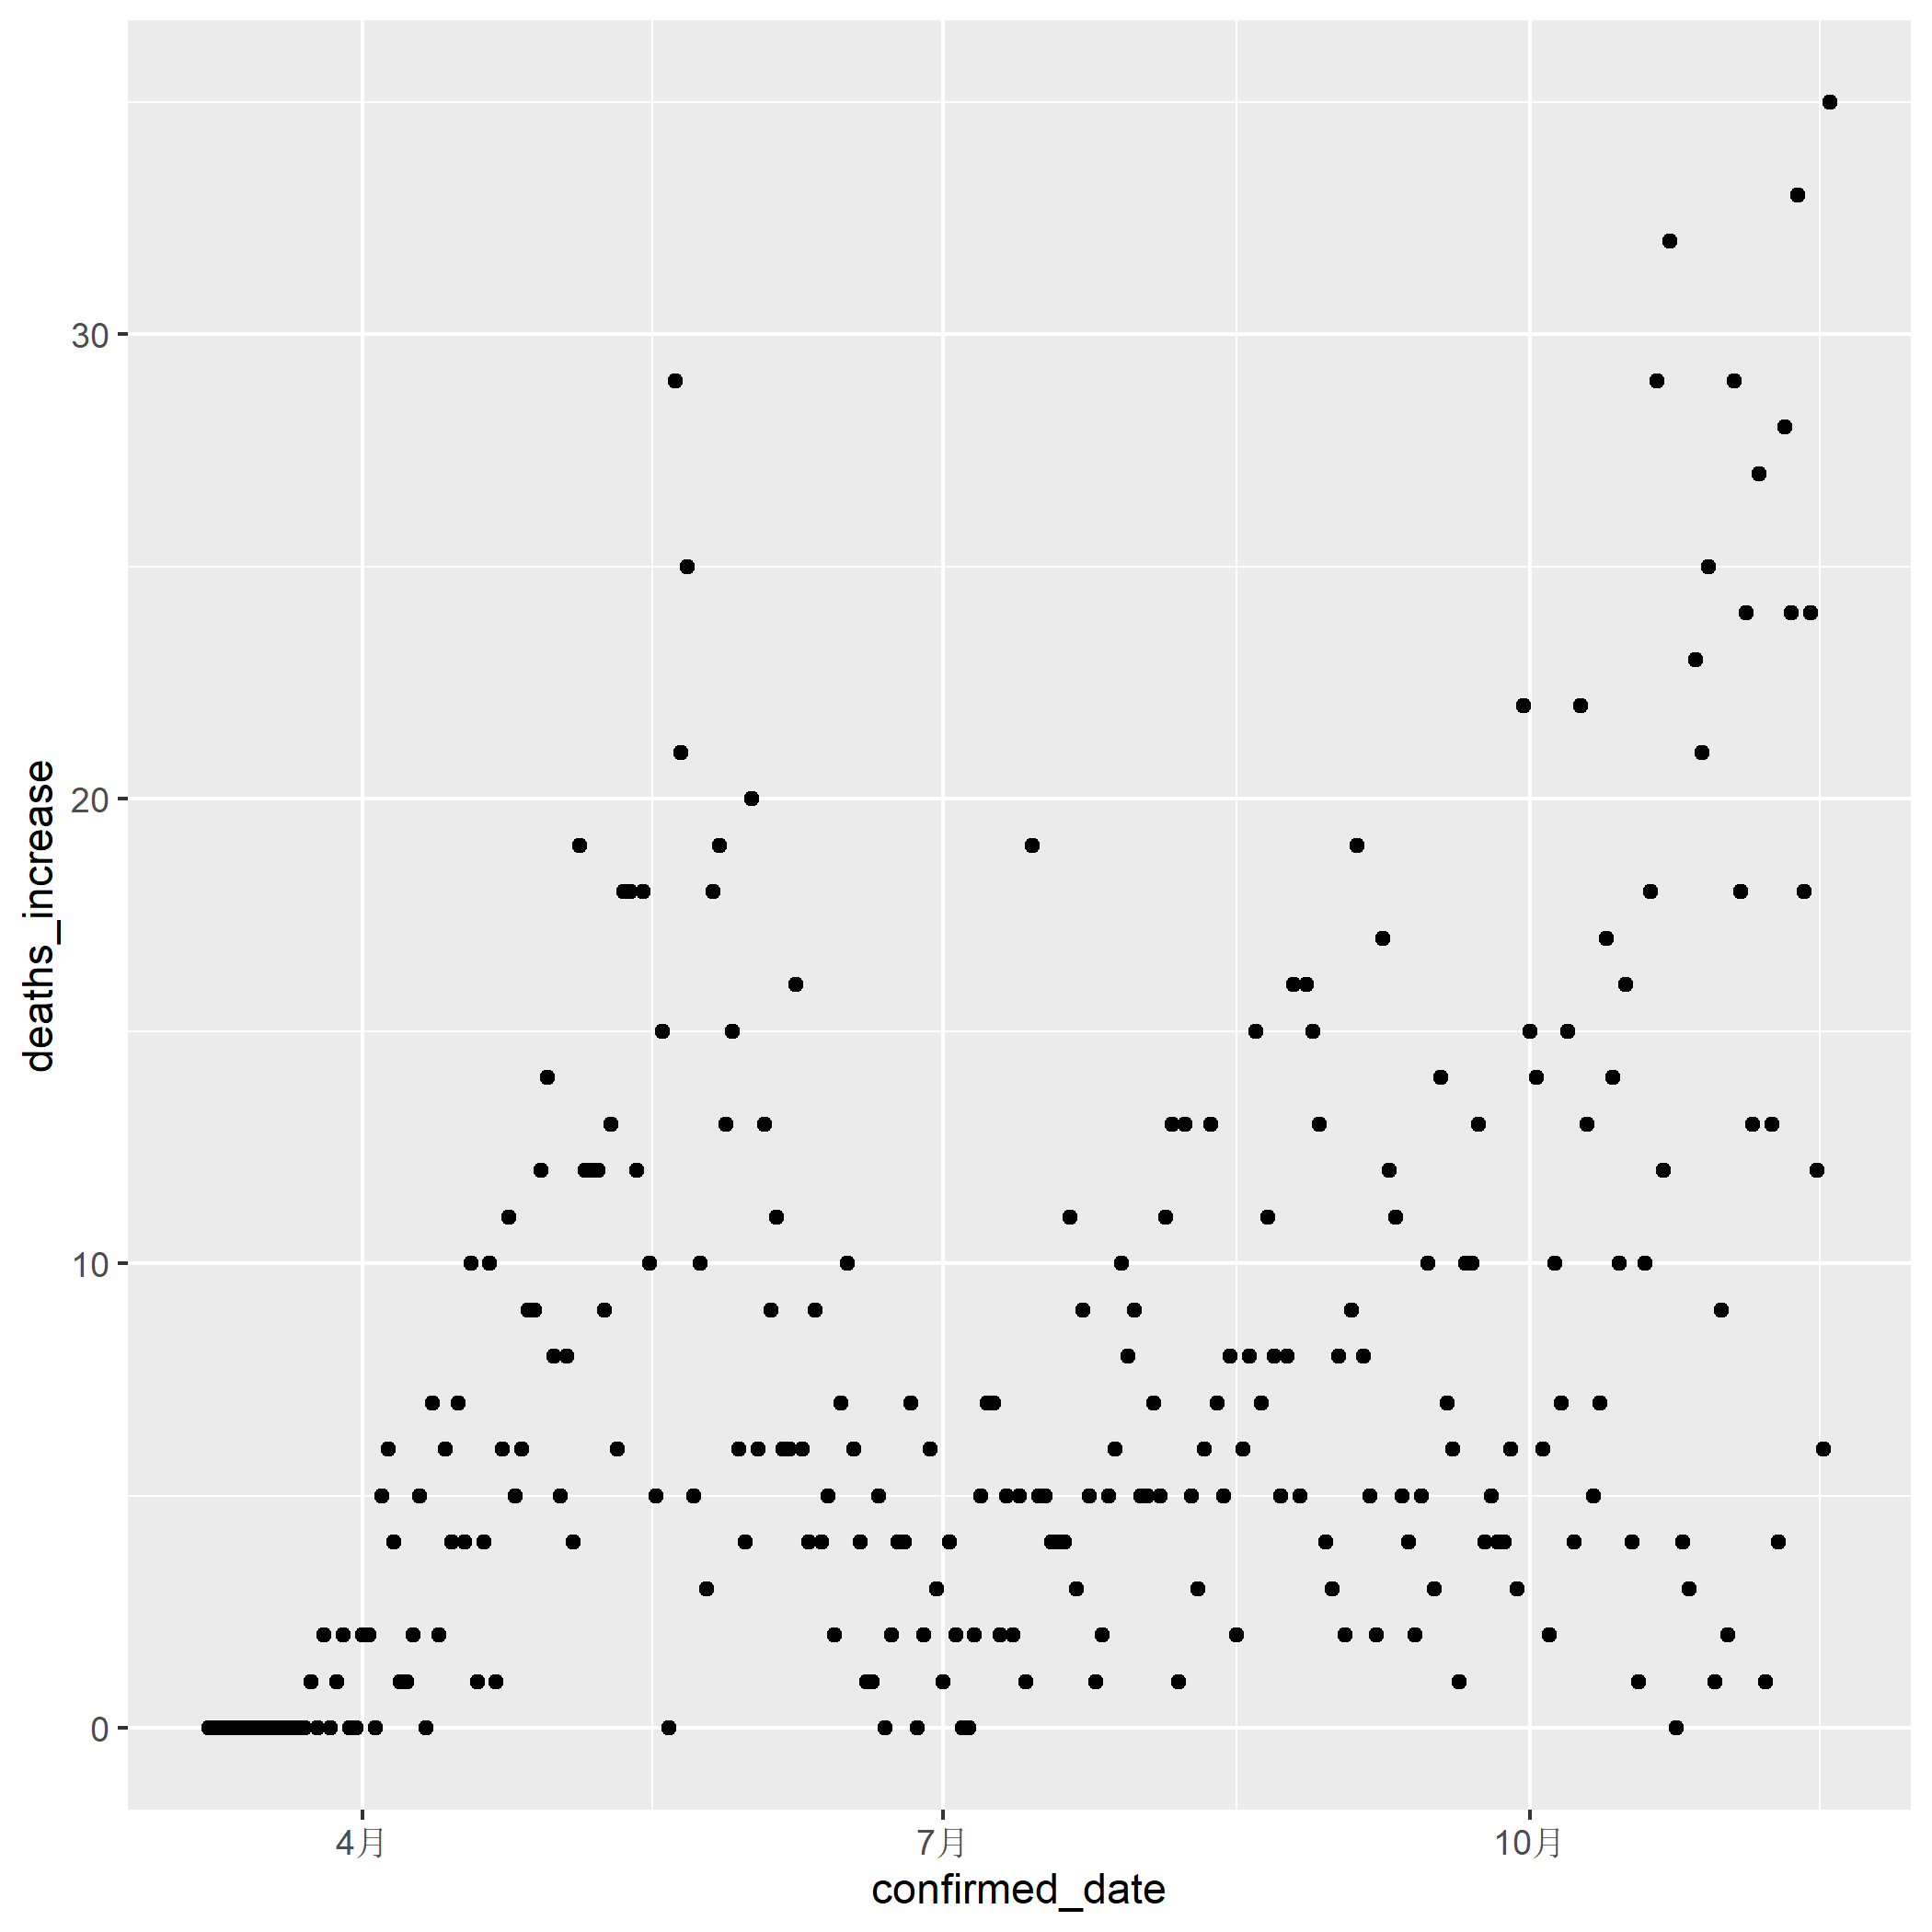 deaths_increase
30
20
10
0
4月
7月
10月
confirmed_date